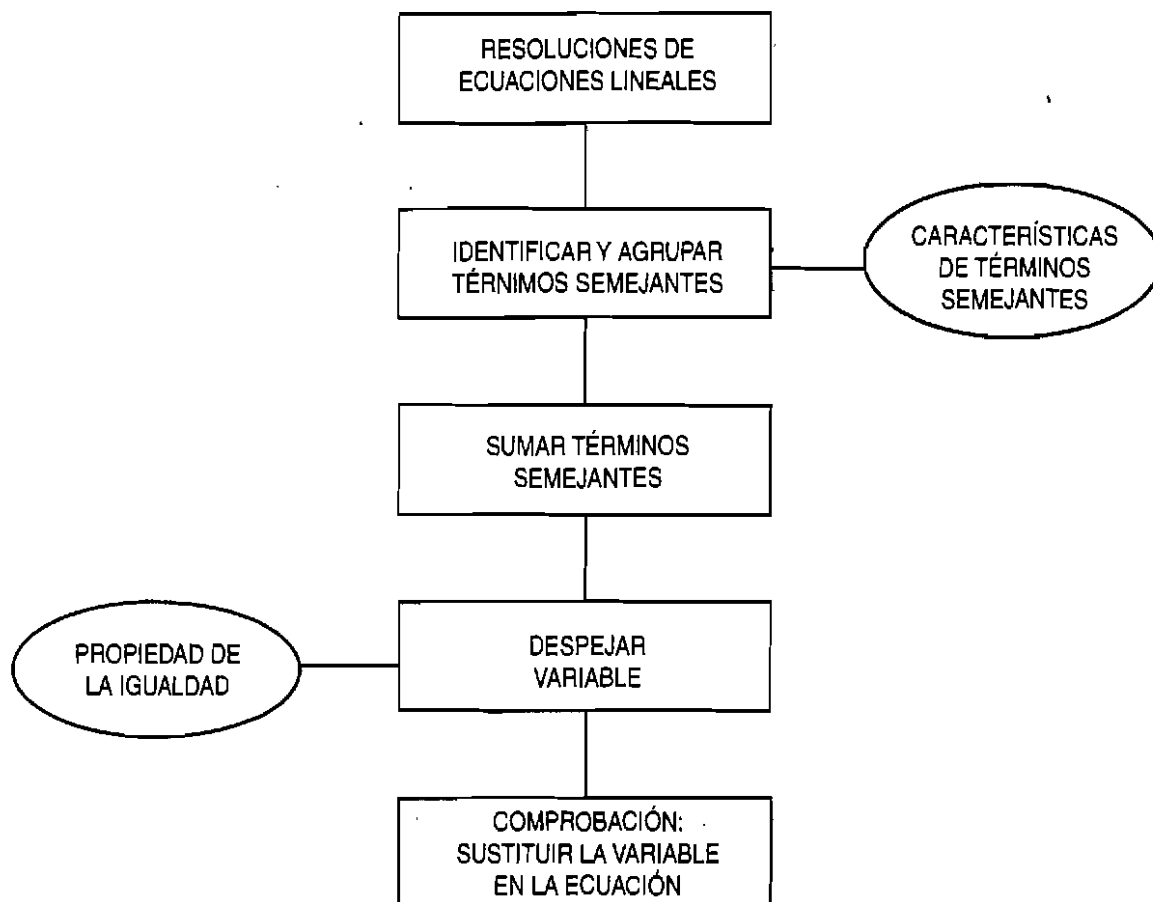 RESOLUCIONES DE
ECUACIONES LINEALES
IDENTIFICAR Y AGRUPAR
TÉRNIMOS SEMEJANTES
CARACTERÍSTICAS
DE TÉRMINOS
SEMEJANTES
SUMAR TÉRMINOS
SEMEJANTES
PROPIEDAD DE
LA IGUALDAD
DESPEJAR
VARIABLE
COMPROBACIÓN:
SUSTITUIR LA VARIABLE
EN LA ECUACIÓN